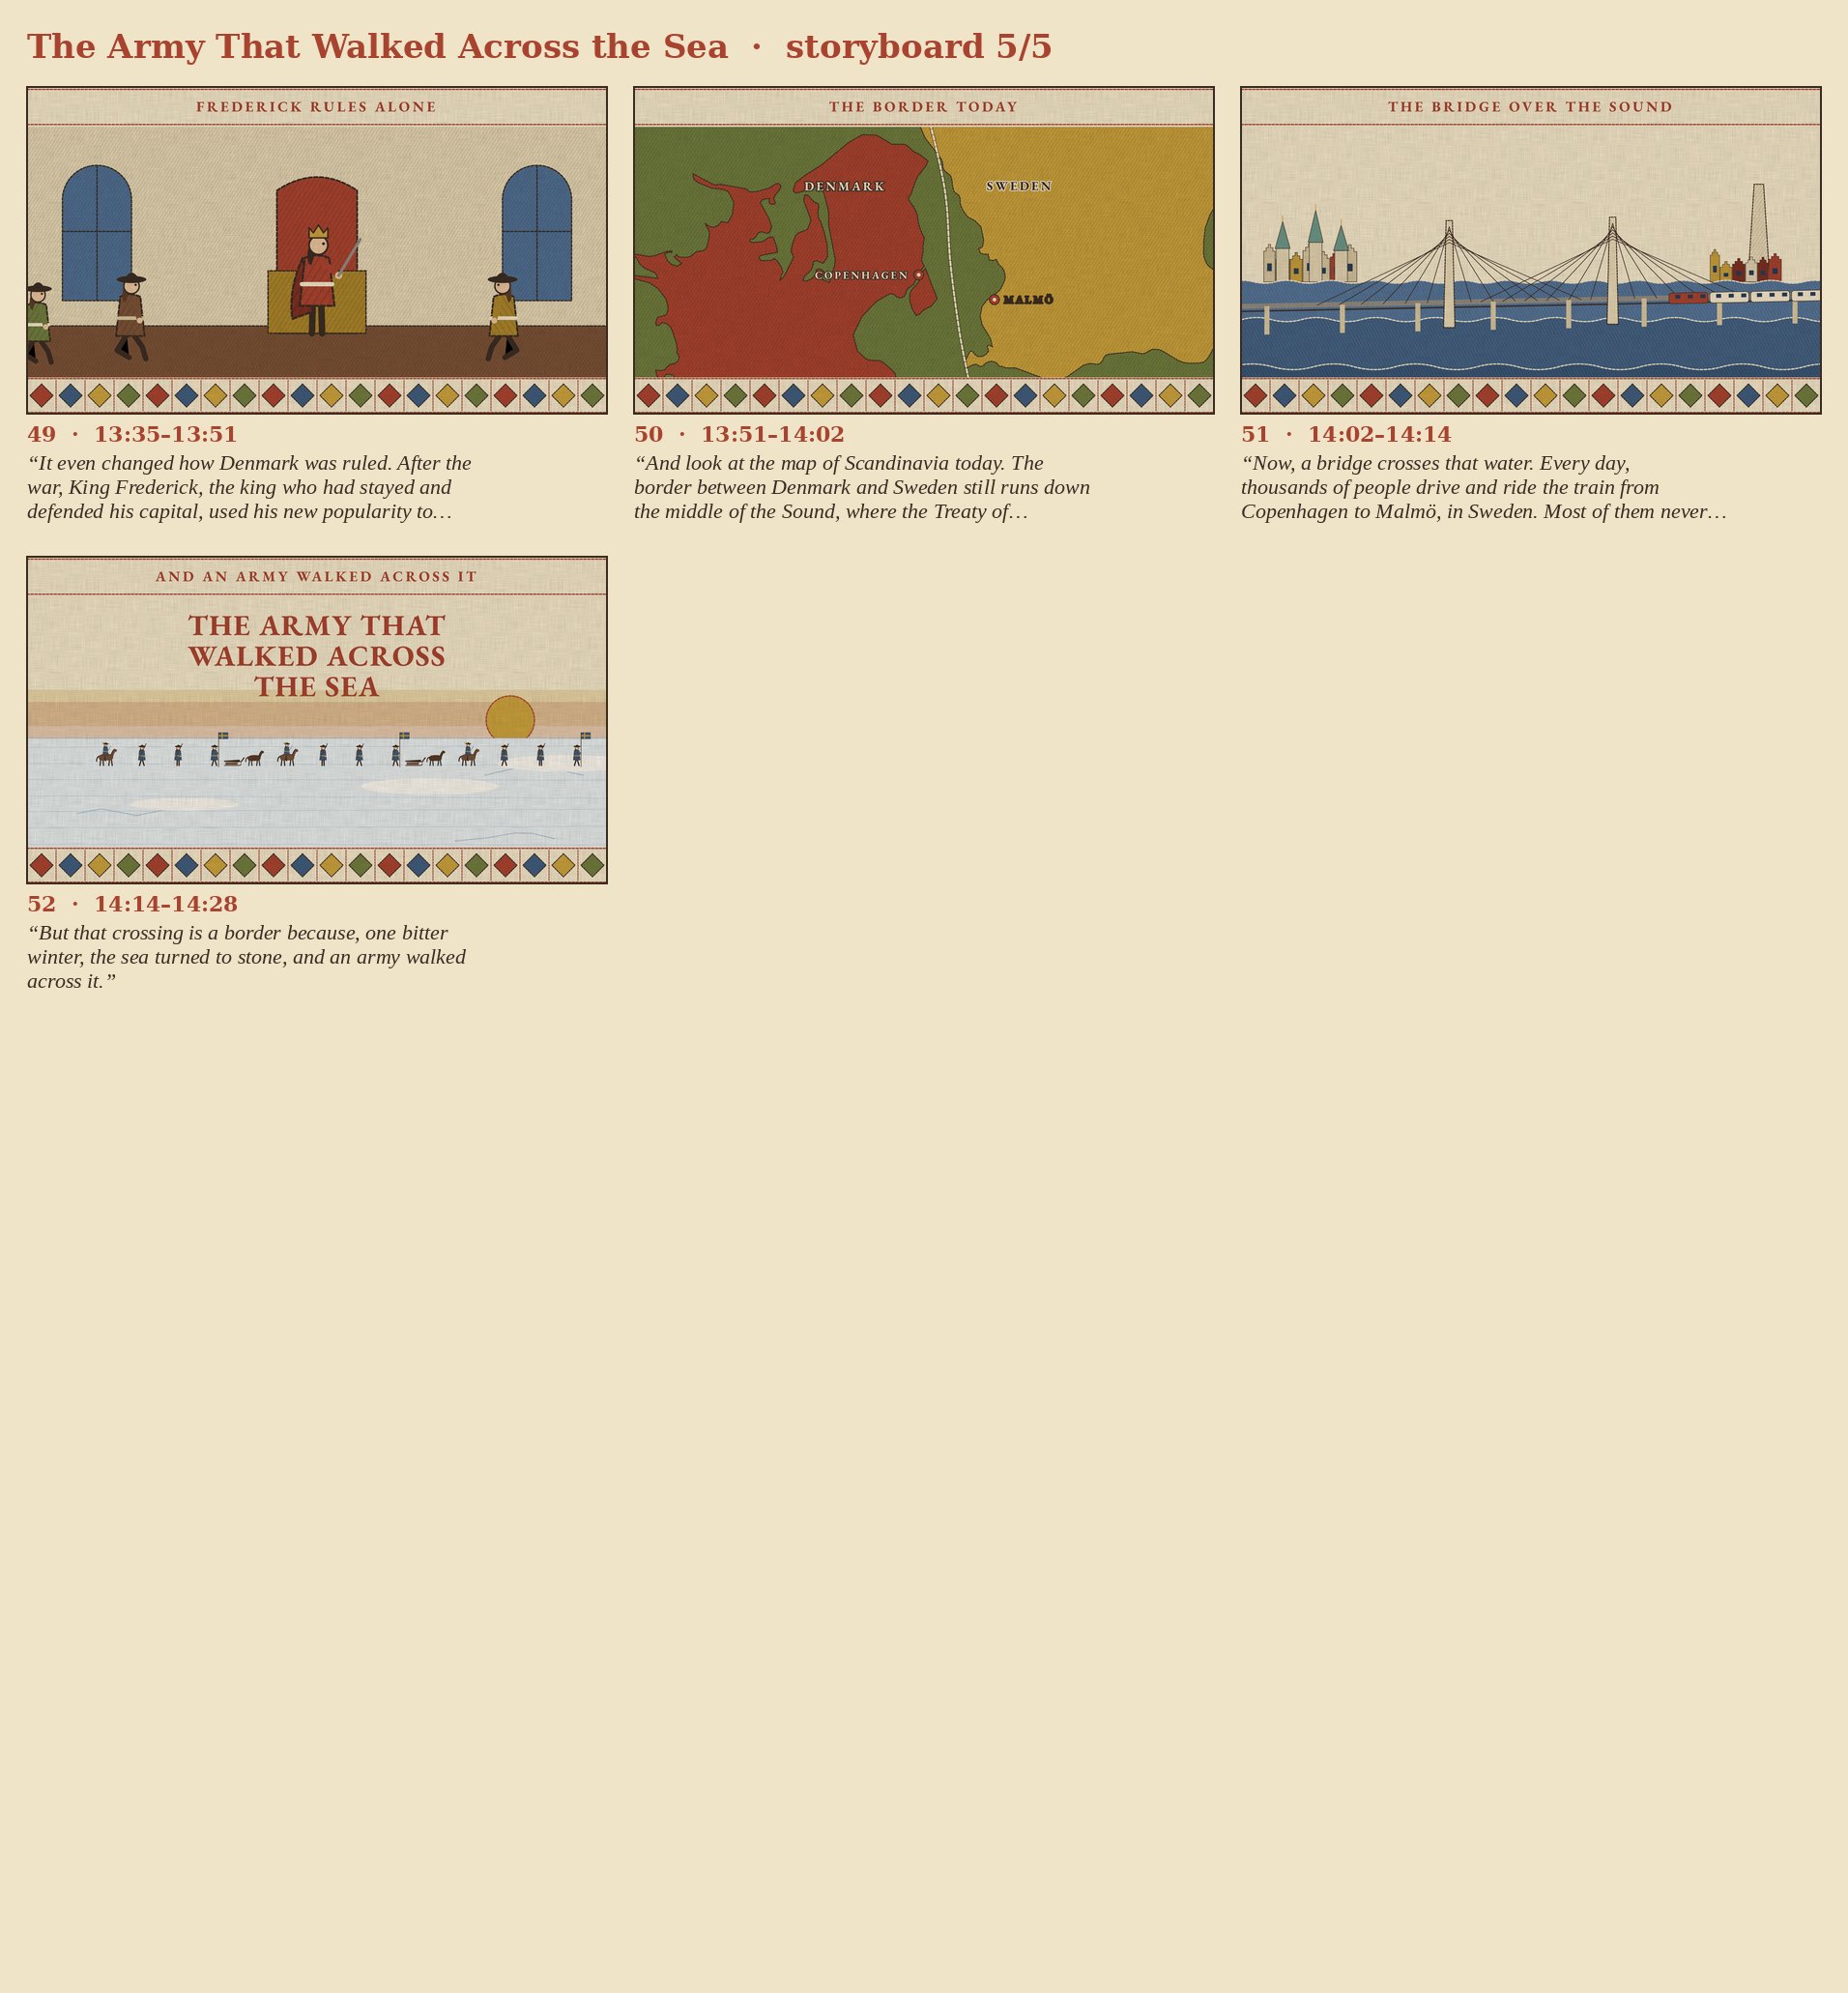 The Army That Walked Across the Sea · storyboard 5/5
FREDERICK RULES ALONE
49 · 13:35–13:51
“It even changed how Denmark was ruled. After the
war, King Frederick, the king who had stayed and
defended his capital, used his new popularity to…
THE BORDER TODAY
DENMARK
SWEDEN
COPENHAGEN
MALMÖ
50 · 13:51–14:02
“And look at the map of Scandinavia today. The
border between Denmark and Sweden still runs down
the middle of the Sound, where the Treaty of…
THE BRIDGE OVER THE SOUND
51 · 14:02–14:14
“Now, a bridge crosses that water. Every day,
thousands of people drive and ride the train from
Copenhagen to Malmö, in Sweden. Most of them never…
AND AN ARMY WALKED ACROSS IT
THE ARMY THAT
WALKED ACROSS
THE SEA
52 · 14:14–14:28
“But that crossing is a border because, one bitter
winter, the sea turned to stone, and an army walked
across it.”